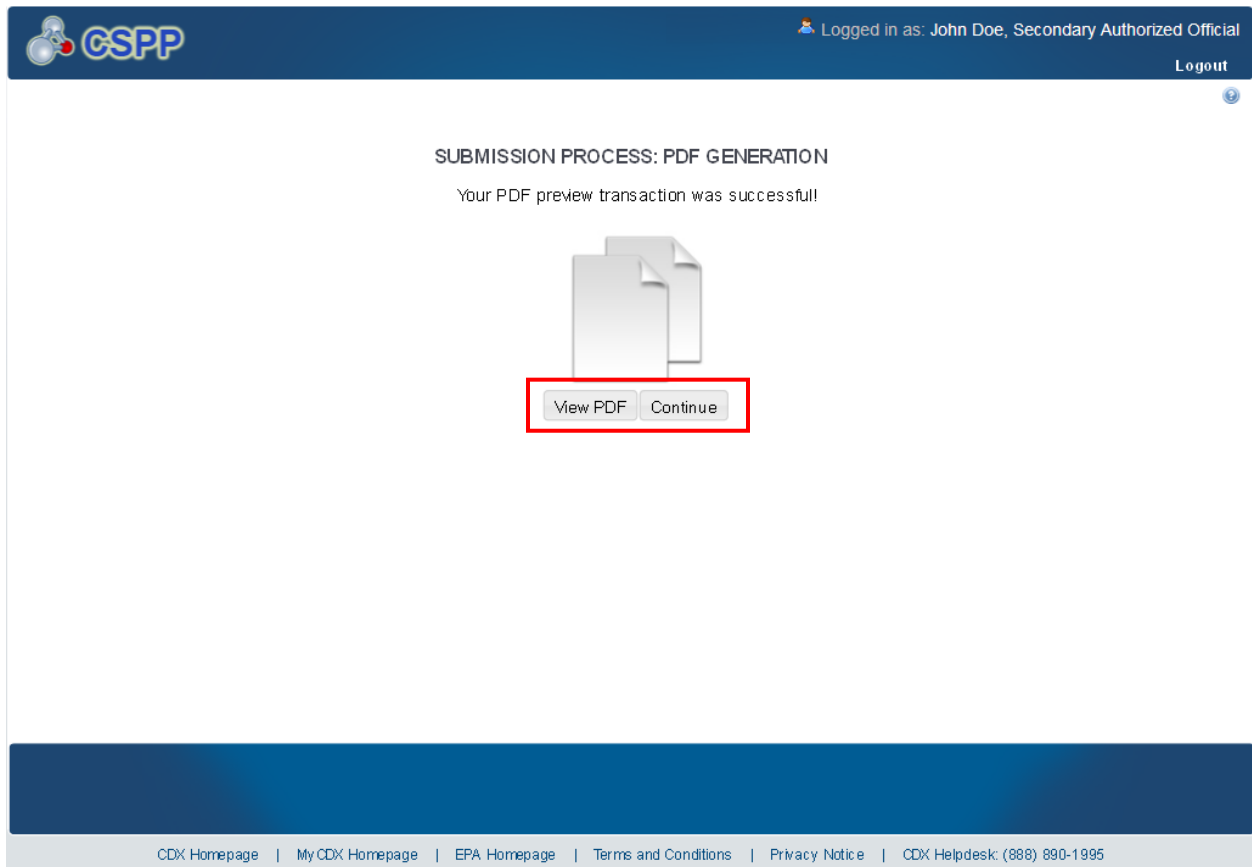 CSPP
Logged in as: John Doe, Secondary Authorized Official
Logout
?
SUBMISSION PROCESS: PDF GENERATION
Your PDF preview transaction was successful!
View PDF Continue
CDX Homepage | MyCDX Homepage | EPA Homepage | Terms and Conditions | Privacy Notice | CDX Helpdesk: (888) 890-1995